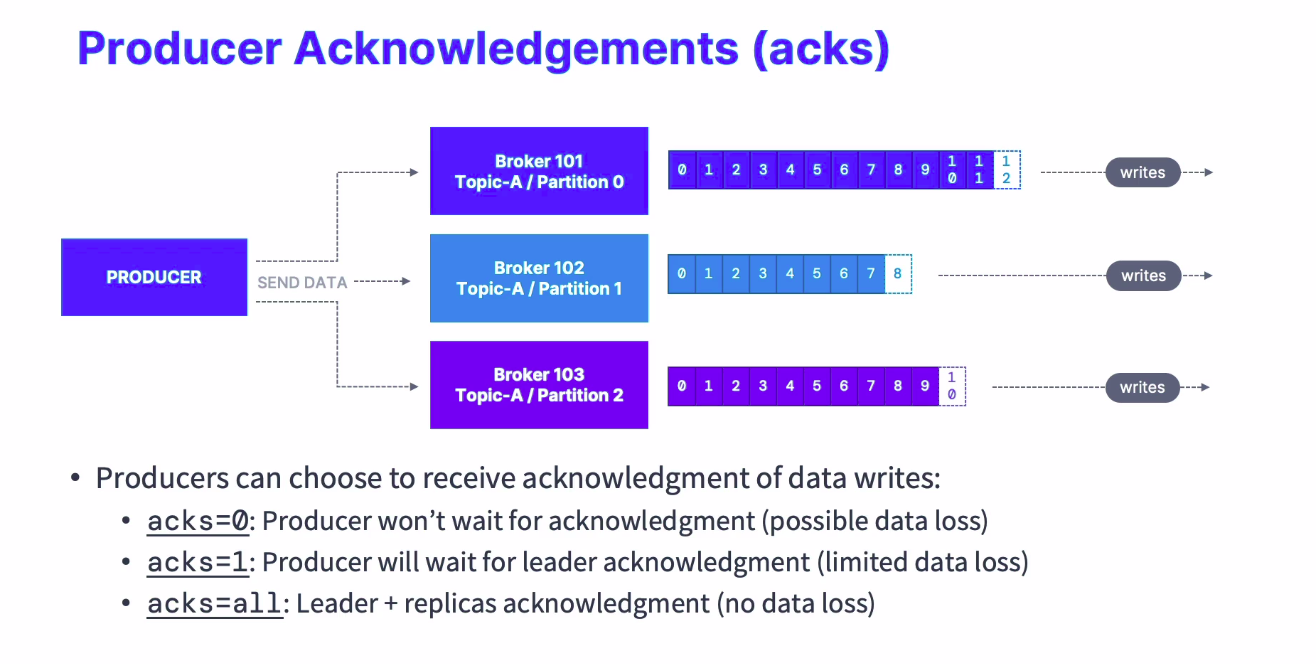 Producer Acknowledgements (acks)
Broker 101
Topic-A / Partition 0
0 1 2 3 4 5 6 7 8 9 10 11 12
writes
PRODUCER
SEND DATA
Broker 102
Topic-A / Partition 1
0 1 2 3 4 5 6 7 8
writes
Broker 103
Topic-A / Partition 2
0 1 2 3 4 5 6 7 8 9 10
writes
• Producers can choose to receive acknowledgment of data writes:
• acks=0: Producer won’t wait for acknowledgment (possible data loss)
• acks=1: Producer will wait for leader acknowledgment (limited data loss)
• acks=all: Leader + replicas acknowledgment (no data loss)